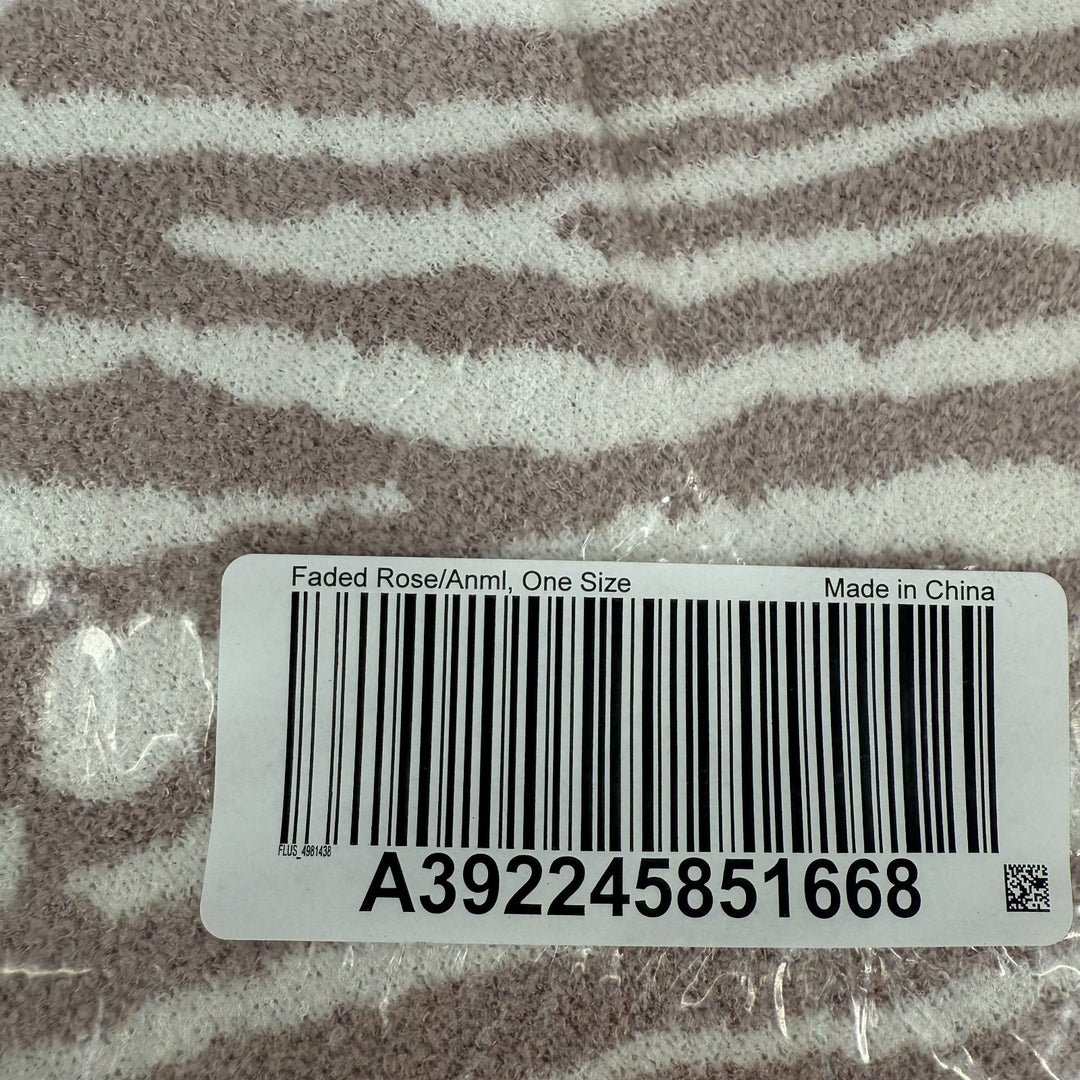 Faded Rose/Anml, One Size Made in China
FLUS_4981438
A392245851668